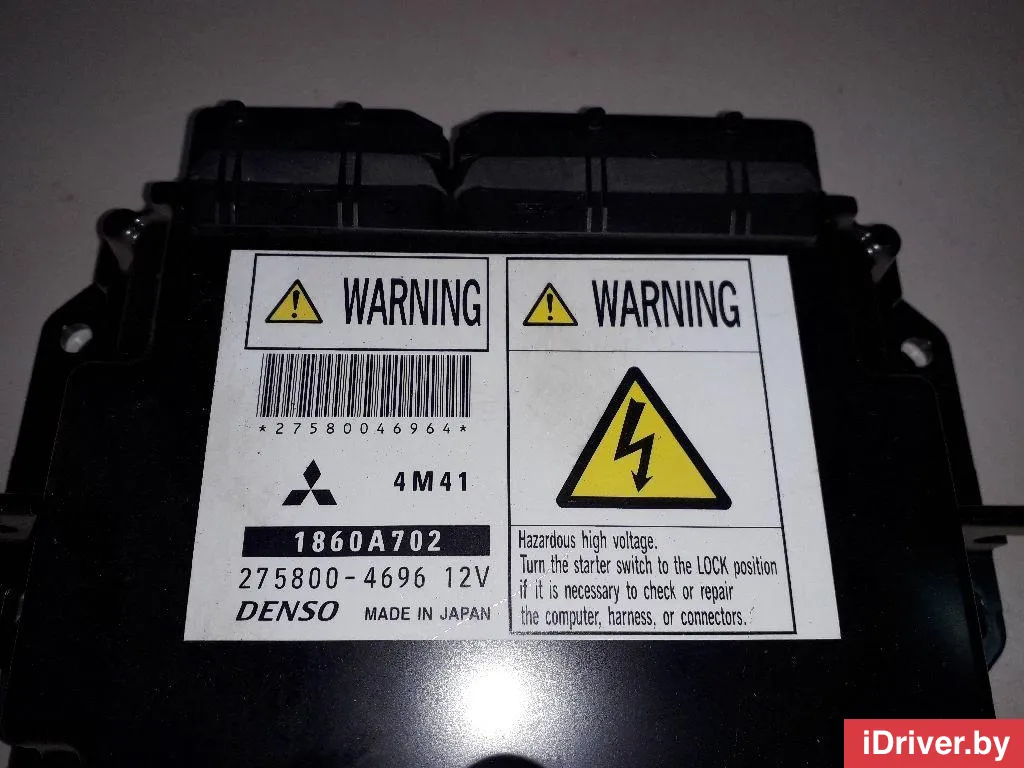 WARNING
*27580046964*
4M41
1860A702
275800-4696 12V
DENSO MADE IN JAPAN
WARNING
Hazardous high voltage.
Turn the starter switch to the LOCK position
if it is necessary to check or repair
the computer, harness, or connectors.
iDriver.by